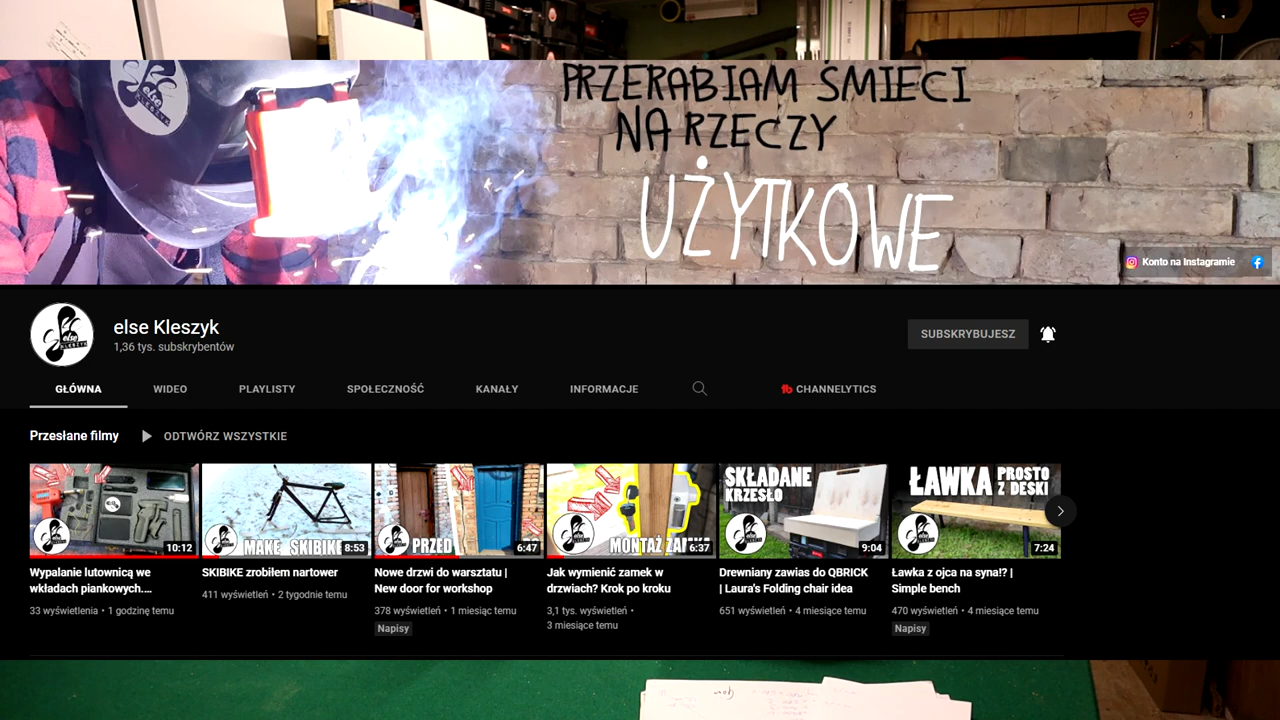 else
KLESZYK
PRZERABIAM ŚMIECI
NA RZECZY
UŻYTKOWE
Konto na Instagramie
else
KLESZYK
else Kleszyk
1,36 tys. subskrybentów
SUBSKRYBUJESZ
GŁÓWNA WIDEO PLAYLISTY SPOŁECZNOŚĆ KANAŁY INFORMACJE CHANNELYTICS
Przesłane filmy ODTWÓRZ WSZYSTKIE
10:12
MAKE SKIBIKE 8:53
PRZED 6:47
MONTAŻ ZAMKA 6:37
SKŁADANE
KRZESŁO
9:04
ŁAWKA PROSTO
Z DESKI
7:24
Wypalanie lutownicą we
wkładach piankowych....
33 wyświetlenia • 1 godzinę temu
SKIBIKE zrobiłem nartower
411 wyświetleń • 2 tygodnie temu
Nowe drzwi do warsztatu |
New door for workshop
378 wyświetleń • 1 miesiąc temu
Napisy
Jak wymienić zamek w
drzwiach? Krok po kroku
3,1 tys. wyświetleń •
3 miesiące temu
Drewniany zawias do QBRICK
| Laura's Folding chair idea
651 wyświetleń • 4 miesiące temu
Ławka z ojca na syna!? |
Simple bench
470 wyświetleń • 4 miesiące temu
Napisy